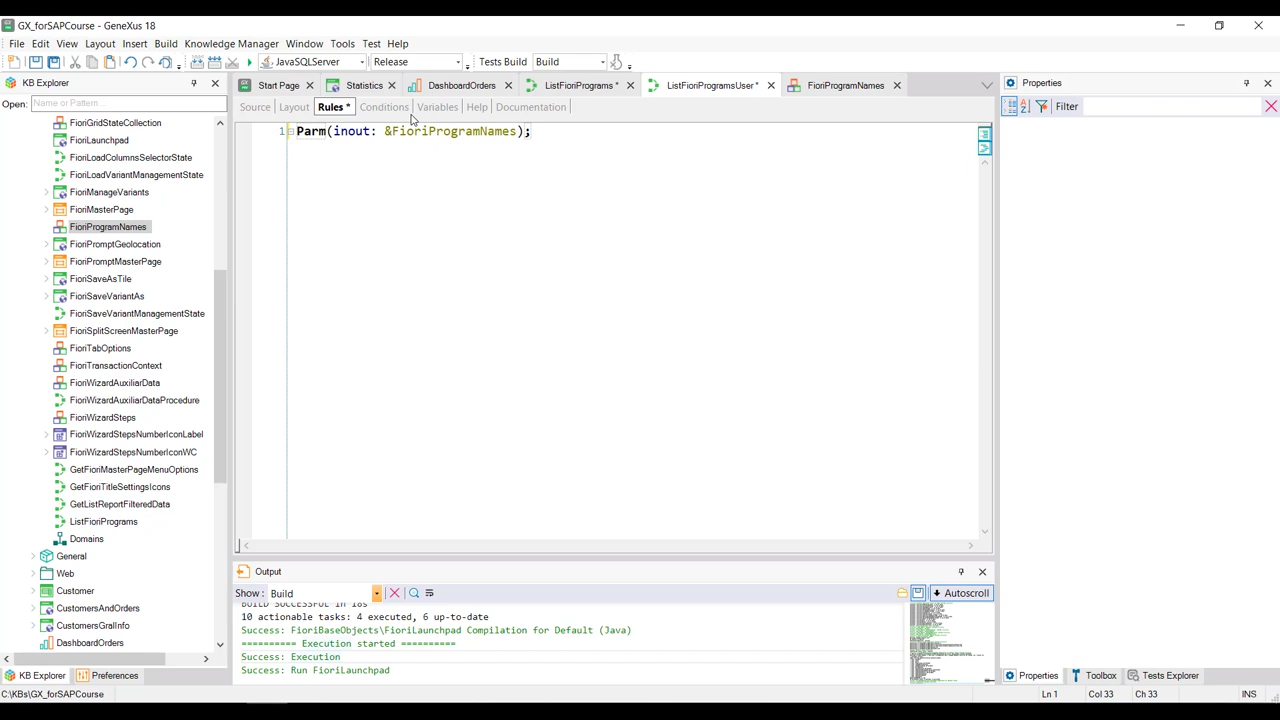 GX_forSAPCourse - GeneXus 18
File Edit View Layout Insert Build Knowledge Manager Window Tools Test Help
JavaSQLServer Release Tests Build Build
KB Explorer
Start Page Statistics DashboardOrders ListFioriPrograms * ListFioriProgramsUser * FioriProgramNames
Properties
Open: Name or Pattern...
Source Layout Rules * Conditions Variables Help Documentation
Filter
FioriGridStateCollection
FioriLaunchpad
FioriLoadColumnsSelectorState
FioriLoadVariantManagementState
FioriManageVariants
FioriMasterPage
FioriProgramNames
FioriPromptGeolocation
FioriPromptMasterPage
FioriSaveAsTile
FioriSaveVariantAs
FioriSaveVariantManagementState
FioriSplitScreenMasterPage
FioriTabOptions
FioriTransactionContext
FioriWizardAuxiliarData
FioriWizardAuxiliarDataProcedure
FioriWizardSteps
FioriWizardStepsNumberIconLabel
FioriWizardStepsNumberIconWC
GetFioriMasterPageMenuOptions
GetFioriTitleSettingsIcons
GetListReportFilteredData
ListFioriPrograms
Domains
General
Web
Customer
CustomersAndOrders
CustomersGralInfo
DashboardOrders
1 Parm(inout: &FioriProgramNames);
Output
Show: Build Autoscroll
BUILD SUCCESSFUL in 18s
10 actionable tasks: 4 executed, 6 up-to-date
Success: FioriBaseObjects\FioriLaunchpad Compilation for Default (Java)
========== Execution started ==========
Success: Execution
Success: Run FioriLaunchpad
KB Explorer Preferences
Properties Toolbox Tests Explorer
C:\KBs\GX_forSAPCourse
Ln 1 Col 33 Ch 33 INS